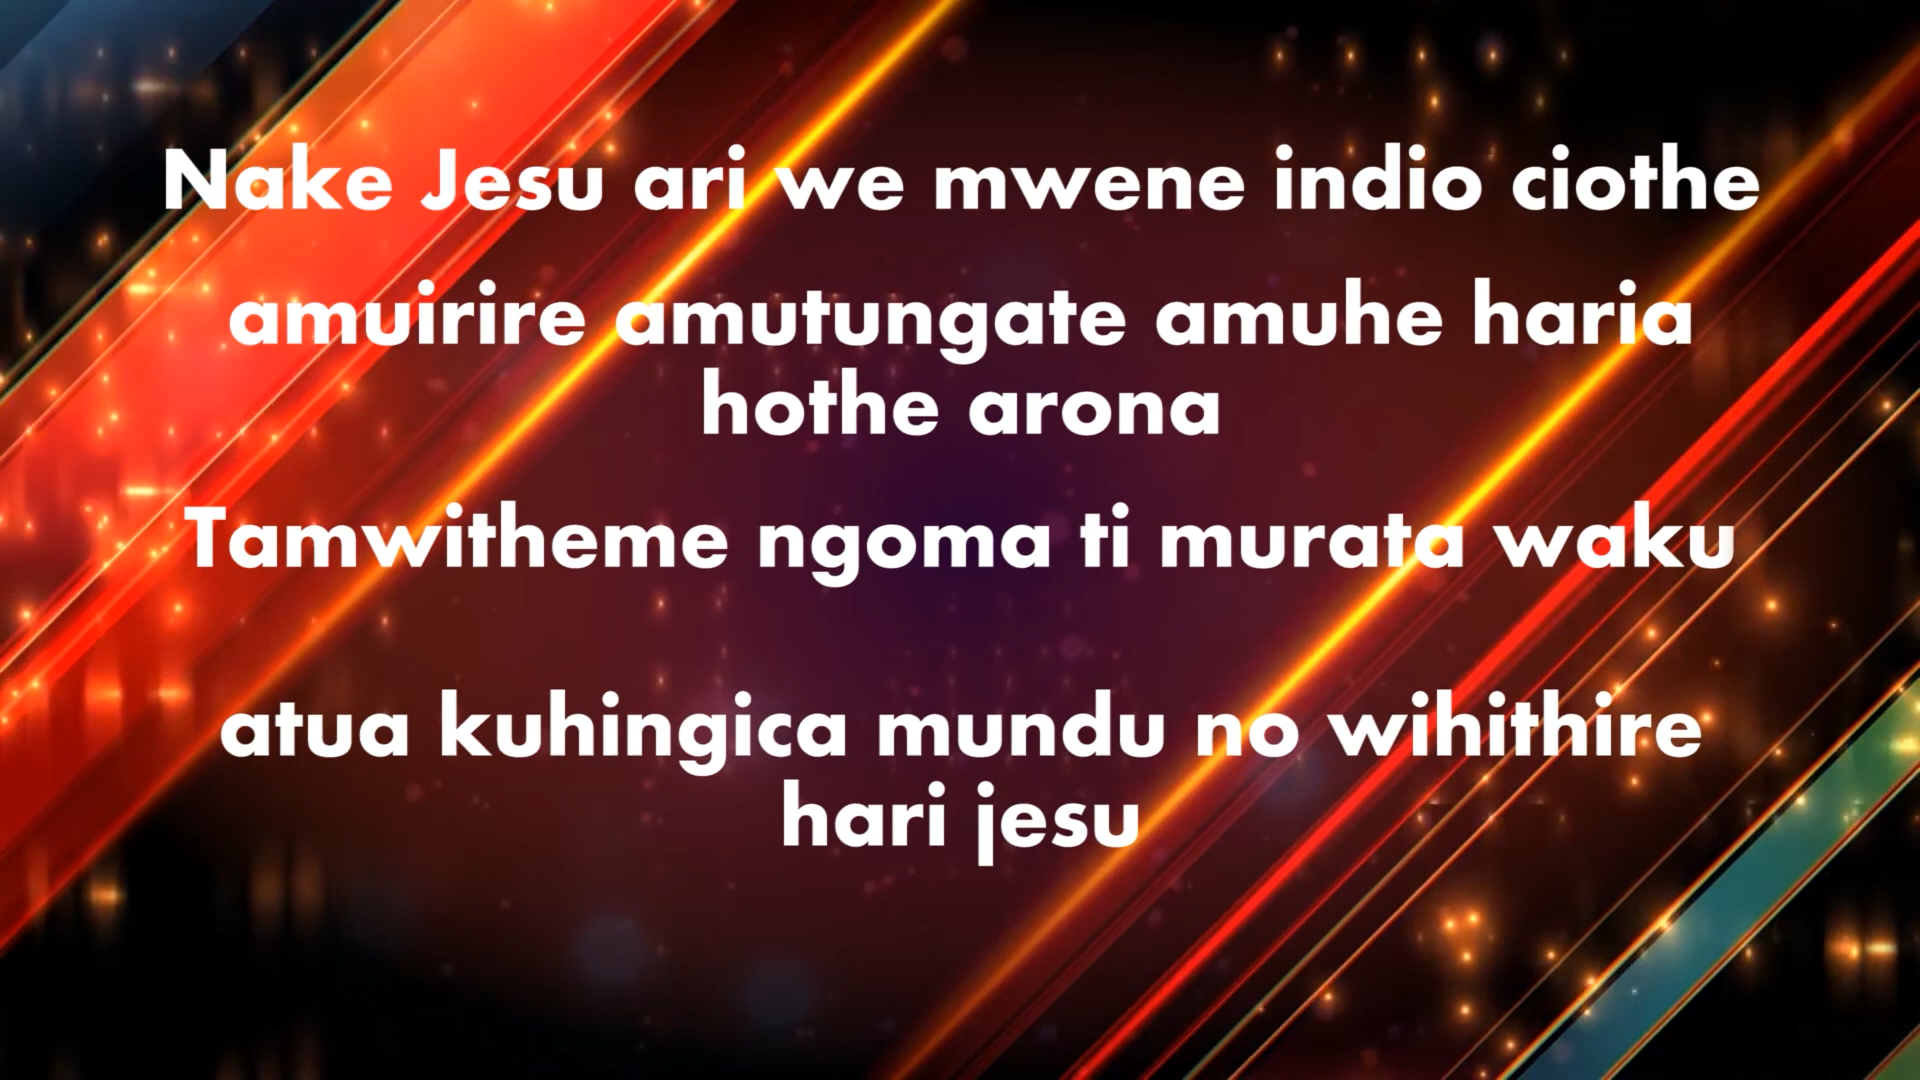 Nake Jesu ari we mwene indio ciothe
amuirire amutungate amuhe haria
hothe arona
Tamwitheme ngoma ti murata waku
atua kuhingica mundu no wihithire
hari jesu